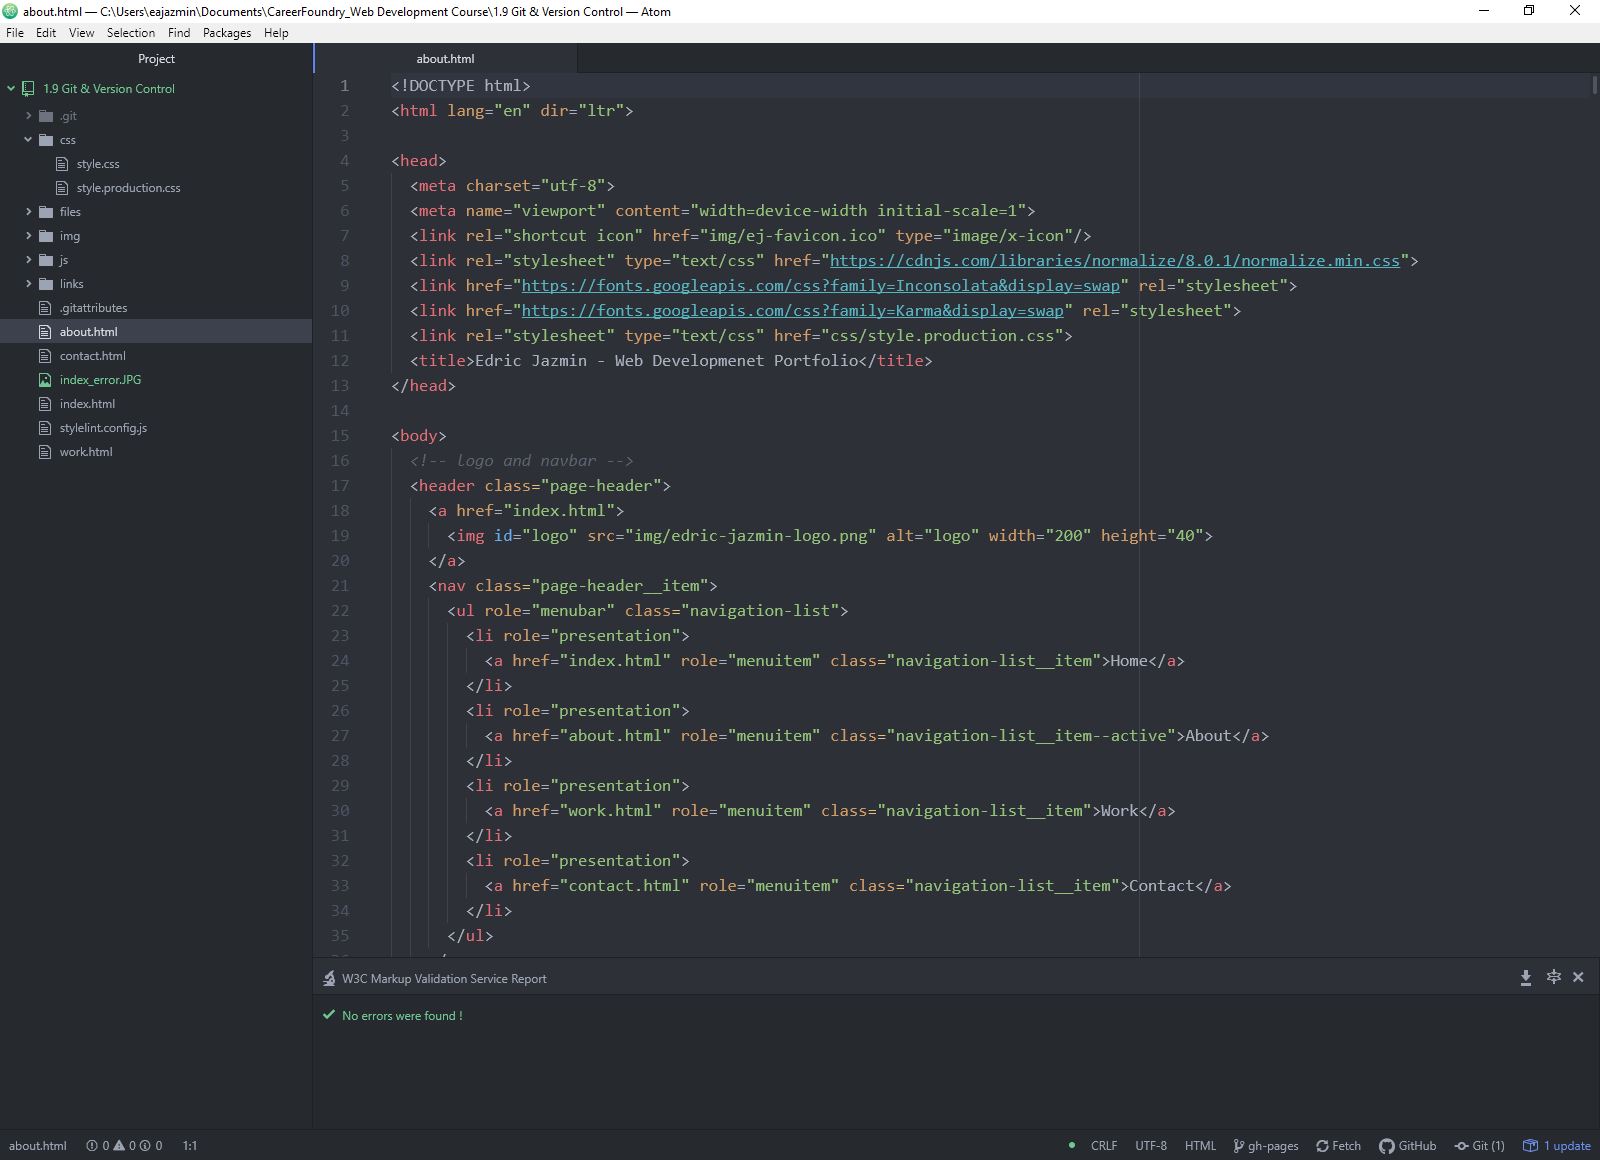 about.html — C:\Users\eajazmin\Documents\CareerFoundry_Web Development Course\1.9 Git & Version Control — Atom
File Edit View Selection Find Packages Help
Project
1.9 Git & Version Control
.git
css
style.css
style.production.css
files
img
js
links
.gitattributes
about.html
contact.html
index_error.JPG
index.html
stylelint.config.js
work.html
about.html
1 <!DOCTYPE html>
2 <html lang="en" dir="ltr">
3
4 <head>
5 <meta charset="utf-8">
6 <meta name="viewport" content="width=device-width initial-scale=1">
7 <link rel="shortcut icon" href="img/ej-favicon.ico" type="image/x-icon"/>
8 <link rel="stylesheet" type="text/css" href="https://cdnjs.com/libraries/normalize/8.0.1/normalize.min.css">
9 <link href="https://fonts.googleapis.com/css?family=Inconsolata&display=swap" rel="stylesheet">
10 <link href="https://fonts.googleapis.com/css?family=Karma&display=swap" rel="stylesheet">
11 <link rel="stylesheet" type="text/css" href="css/style.production.css">
12 <title>Edric Jazmin - Web Developmenet Portfolio</title>
13 </head>
14
15 <body>
16 <!-- logo and navbar -->
17 <header class="page-header">
18 <a href="index.html">
19 <img id="logo" src="img/edric-jazmin-logo.png" alt="logo" width="200" height="40">
20 </a>
21 <nav class="page-header__item">
22 <ul role="menubar" class="navigation-list">
23 <li role="presentation">
24 <a href="index.html" role="menuitem" class="navigation-list__item">Home</a>
25 </li>
26 <li role="presentation">
27 <a href="about.html" role="menuitem" class="navigation-list__item--active">About</a>
28 </li>
29 <li role="presentation">
30 <a href="work.html" role="menuitem" class="navigation-list__item">Work</a>
31 </li>
32 <li role="presentation">
33 <a href="contact.html" role="menuitem" class="navigation-list__item">Contact</a>
34 </li>
35 </ul>
W3C Markup Validation Service Report
No errors were found !
about.html 0 0 0 1:1 CRLF UTF-8 HTML gh-pages Fetch GitHub Git (1) 1 update